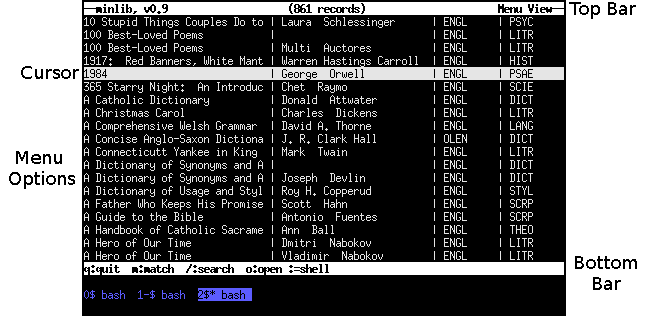 minlib, v0.9 (861 records) Menu View
Top Bar
10 Stupid Things Couples Do to | Laura Schlessinger | ENGL | PSYC
100 Best-Loved Poems | | ENGL | LITR
100 Best-Loved Poems | Multi Auctores | ENGL | LITR
1917: Red Banners, White Mant | Warren Hastings Carroll | ENGL | HIST
Cursor
1984 | George Orwell | ENGL | PSAE
365 Starry Night: An Introduc | Chet Raymo | ENGL | SCIE
A Catholic Dictionary | Donald Attwater | ENGL | DICT
A Christmas Carol | Charles Dickens | ENGL | LITR
A Comprehensive Welsh Grammar | David A. Thorne | ENGL | LANG
A Concise Anglo-Saxon Dictiona | J. R. Clark Hall | OLEN | DICT
Menu Options
A Connecticutt Yankee in King | Mark Twain | ENGL | LITR
A Dictionary of Synonyms and A | | ENGL | DICT
A Dictionary of Synonyms and A | Joseph Devlin | ENGL | DICT
A Dictionary of Usage and Styl | Roy H. Copperud | ENGL | STYL
A Father Who Keeps His Promise | Scott Hahn | ENGL | SCRP
A Guide to the Bible | Antonio Fuentes | ENGL | SCRP
A Handbook of Catholic Sacrame | Ann Ball | ENGL | THEO
A Hero of Our Time | Dmitri Nabokov | ENGL | LITR
A Hero of Our Time | Vladimir Nabokov | ENGL | LITR
q:quit m:match /:search o:open :=shell
Bottom Bar
0$ bash 1-$ bash 2$* bash